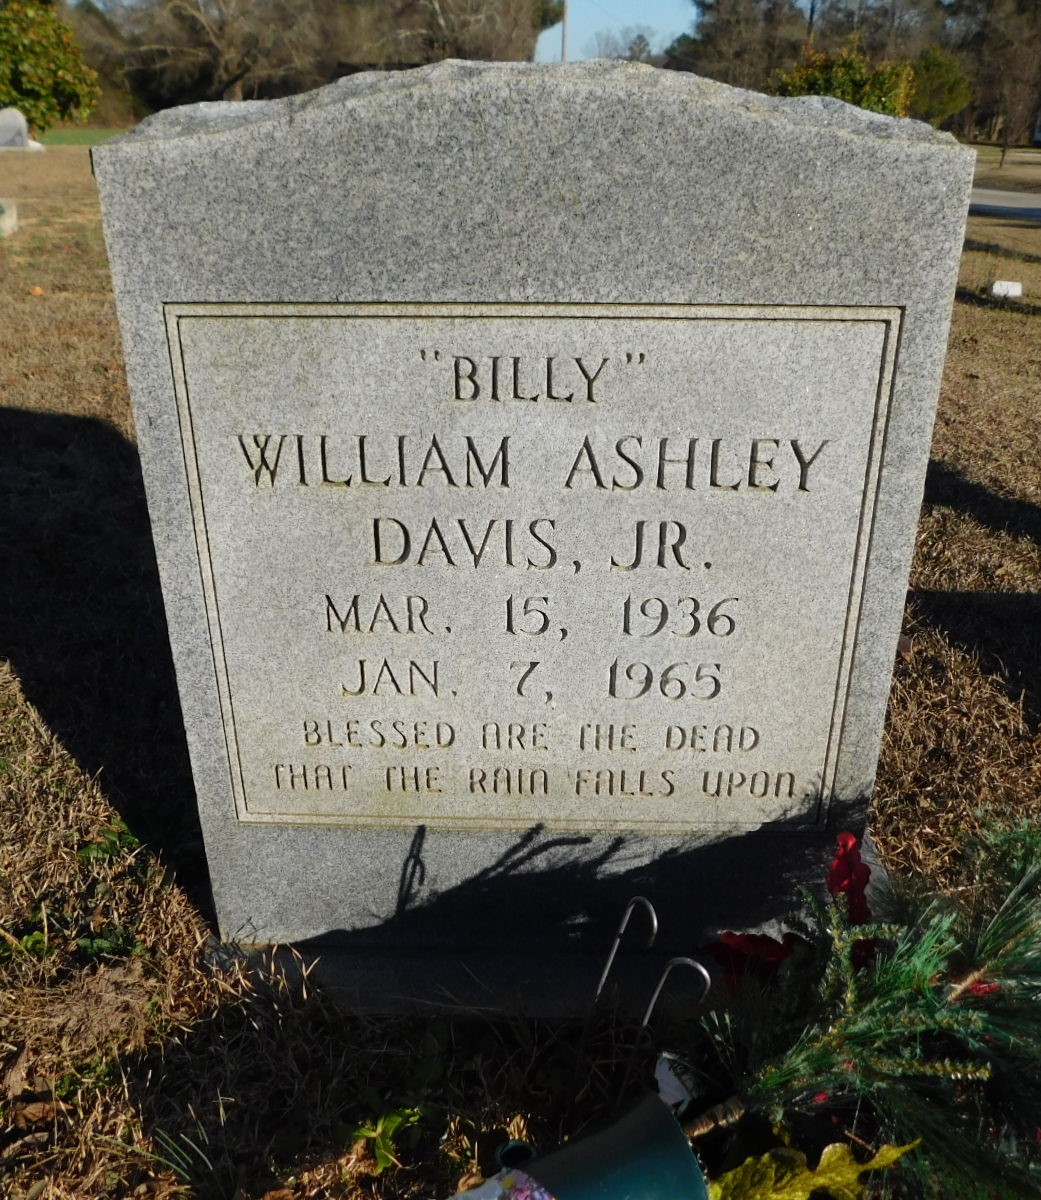 "BILLY"
WILLIAM ASHLEY
DAVIS, JR.
MAR. 15, 1936
JAN. 7, 1965
BLESSED ARE THE DEAD
THAT THE RAIN FALLS UPON